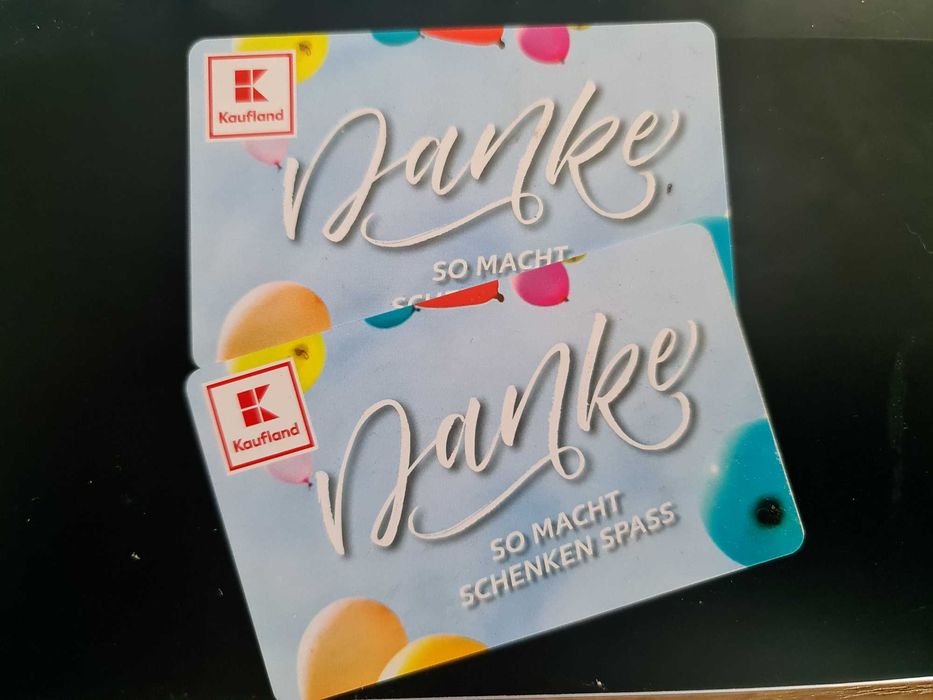 Kaufland
Danke
SO MACHT
Kaufland
Danke
SO MACHT
SCHENKEN SPASS